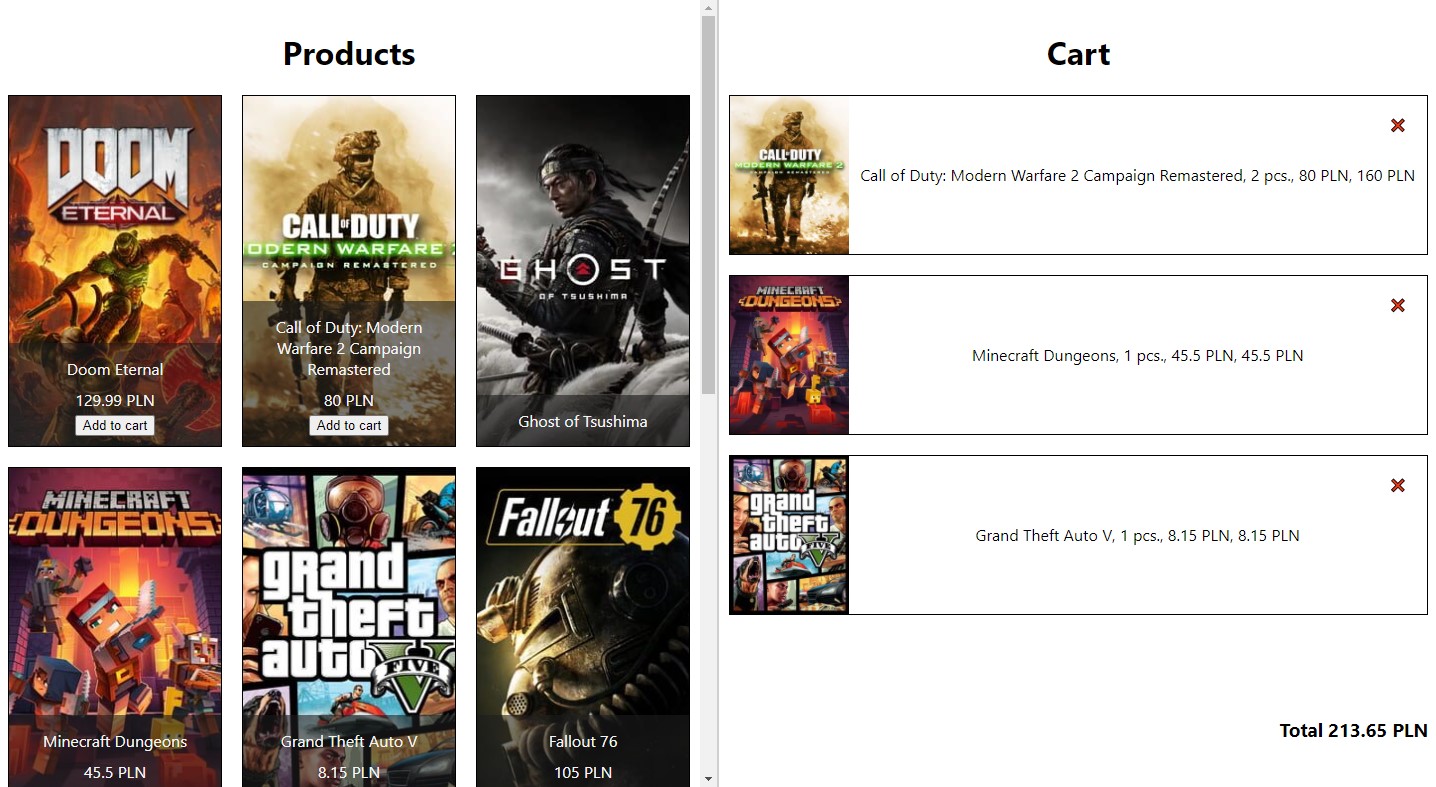 Products
DOOM
ETERNAL
Doom Eternal
129.99 PLN
Add to cart
CALL OF DUTY
MODERN WARFARE 2
CAMPAIGN REMASTERED
Call of Duty: Modern
Warfare 2 Campaign
Remastered
80 PLN
Add to cart
GHOST
OF TSUSHIMA
Ghost of Tsushima
MINECRAFT
DUNGEONS
Minecraft Dungeons
45.5 PLN
grand
theft
auto V
FIVE
Grand Theft Auto V
8.15 PLN
Fallout 76
Fallout 76
105 PLN
Cart
CALL OF DUTY
MODERN WARFARE 2
CAMPAIGN REMASTERED
Call of Duty: Modern Warfare 2 Campaign Remastered, 2 pcs., 80 PLN, 160 PLN
MINECRAFT
DUNGEONS
Minecraft Dungeons, 1 pcs., 45.5 PLN, 45.5 PLN
grand
theft
auto V
FIVE
Grand Theft Auto V, 1 pcs., 8.15 PLN, 8.15 PLN
Total 213.65 PLN